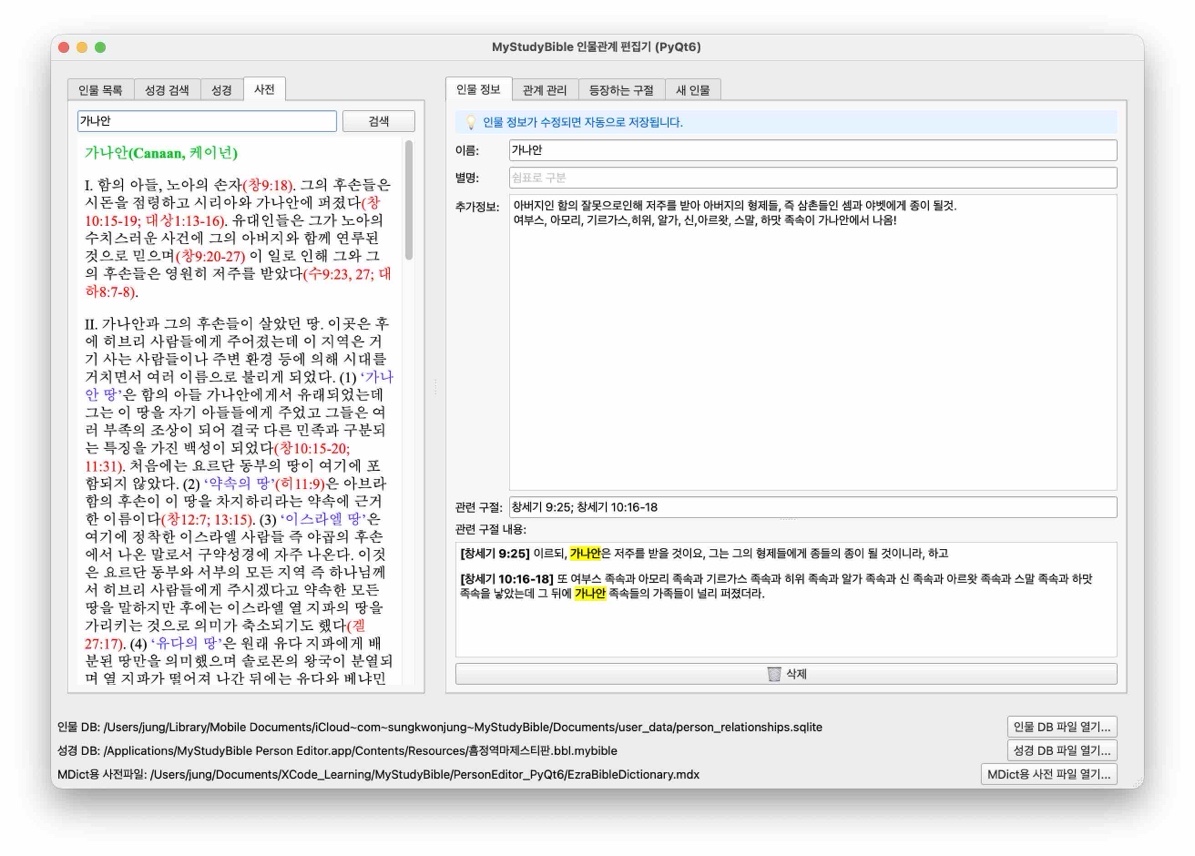 MyStudyBible 인물관계 편집기 (PyQt6)
인물 목록 성경 검색 성경 사전
가나안 검색
가나안(Canaan, 케이넌)
I. 함의 아들, 노아의 손자(창9:18). 그의 후손들은
시돈을 점령하고 시리아와 가나안에 퍼졌다(창
10:15-19; 대상1:13-16). 유대인들은 그가 노아의
수치스러운 사건에 그의 아버지와 함께 연루된
것으로 믿으며(창9:20-27) 이 일로 인해 그와 그
의 후손들은 영원히 저주를 받았다(수9:23, 27; 대
하8:7-8).
II. 가나안과 그의 후손들이 살았던 땅. 이곳은 후
에 히브리 사람들에게 주어졌는데 이 지역은 거
기 사는 사람들이나 주변 환경 등에 의해 시대를
거치면서 여러 이름으로 불리게 되었다. (1) ‘가나
안 땅’은 함의 아들 가나안에게서 유래되었는데
그는 이 땅을 자기 아들들에게 주었고 그들은 여
러 부족의 조상이 되어 결국 다른 민족과 구분되
는 특징을 가진 백성이 되었다(창10:15-20;
11:31). 처음에는 요르단 동부의 땅이 여기에 포
함되지 않았다. (2) ‘약속의 땅’(히11:9)은 아브라
함의 후손이 이 땅을 차지하리라는 약속에 근거
한 이름이다(창12:7; 13:15). (3) ‘이스라엘 땅’은
여기에 정착한 이스라엘 사람들 즉 야곱의 후손
에서 나온 말로서 구약성경에 자주 나온다. 이것
은 요르단 동부와 서부의 모든 지역 즉 하나님께
서 히브리 사람들에게 주시겠다고 약속한 모든
땅을 말하지만 후에는 이스라엘 열 지파의 땅을
가리키는 것으로 의미가 축소되기도 했다(겔
27:17). (4) ‘유다의 땅’은 원래 유다 지파에게 배
분된 땅만을 의미했으며 솔로몬의 왕국이 분열되
며 열 지파가 떨어져 나간 뒤에는 유다와 베냐민
인물 정보 관계 관리 등장하는 구절 새 인물
💡 인물 정보가 수정되면 자동으로 저장됩니다.
이름: 가나안
별명: 쉼표로 구분
추가정보: 아버지인 함의 잘못으로인해 저주를 받아 아버지의 형제들, 즉 삼촌들인 셈과 야벳에게 종이 될것.
여부스, 아모리, 기르가스,히위, 알가, 신,아르왓, 스말, 하맛 족속이 가나안에서 나옴!
관련 구절: 창세기 9:25; 창세기 10:16-18
관련 구절 내용:
[창세기 9:25] 이르되, 가나안은 저주를 받을 것이요, 그는 그의 형제들에게 종들의 종이 될 것이니라, 하고
[창세기 10:16-18] 또 여부스 족속과 아모리 족속과 기르가스 족속과 히위 족속과 알가 족속과 신 족속과 아르왓 족속과 스말 족속과 하맛
족속을 낳았는데 그 뒤에 가나안 족속들의 가족들이 널리 퍼졌더라.
🗑️ 삭제
인물 DB: /Users/jung/Library/Mobile Documents/iCloud~com~sungkwonjung~MyStudyBible/Documents/user_data/person_relationships.sqlite 인물 DB 파일 열기...
성경 DB: /Applications/MyStudyBible Person Editor.app/Contents/Resources/흠정역마제스티판.bbl.mybible 성경 DB 파일 열기...
MDict용 사전파일: /Users/jung/Documents/XCode_Learning/MyStudyBible/PersonEditor_PyQt6/EzraBibleDictionary.mdx MDict용 사전 파일 열기...